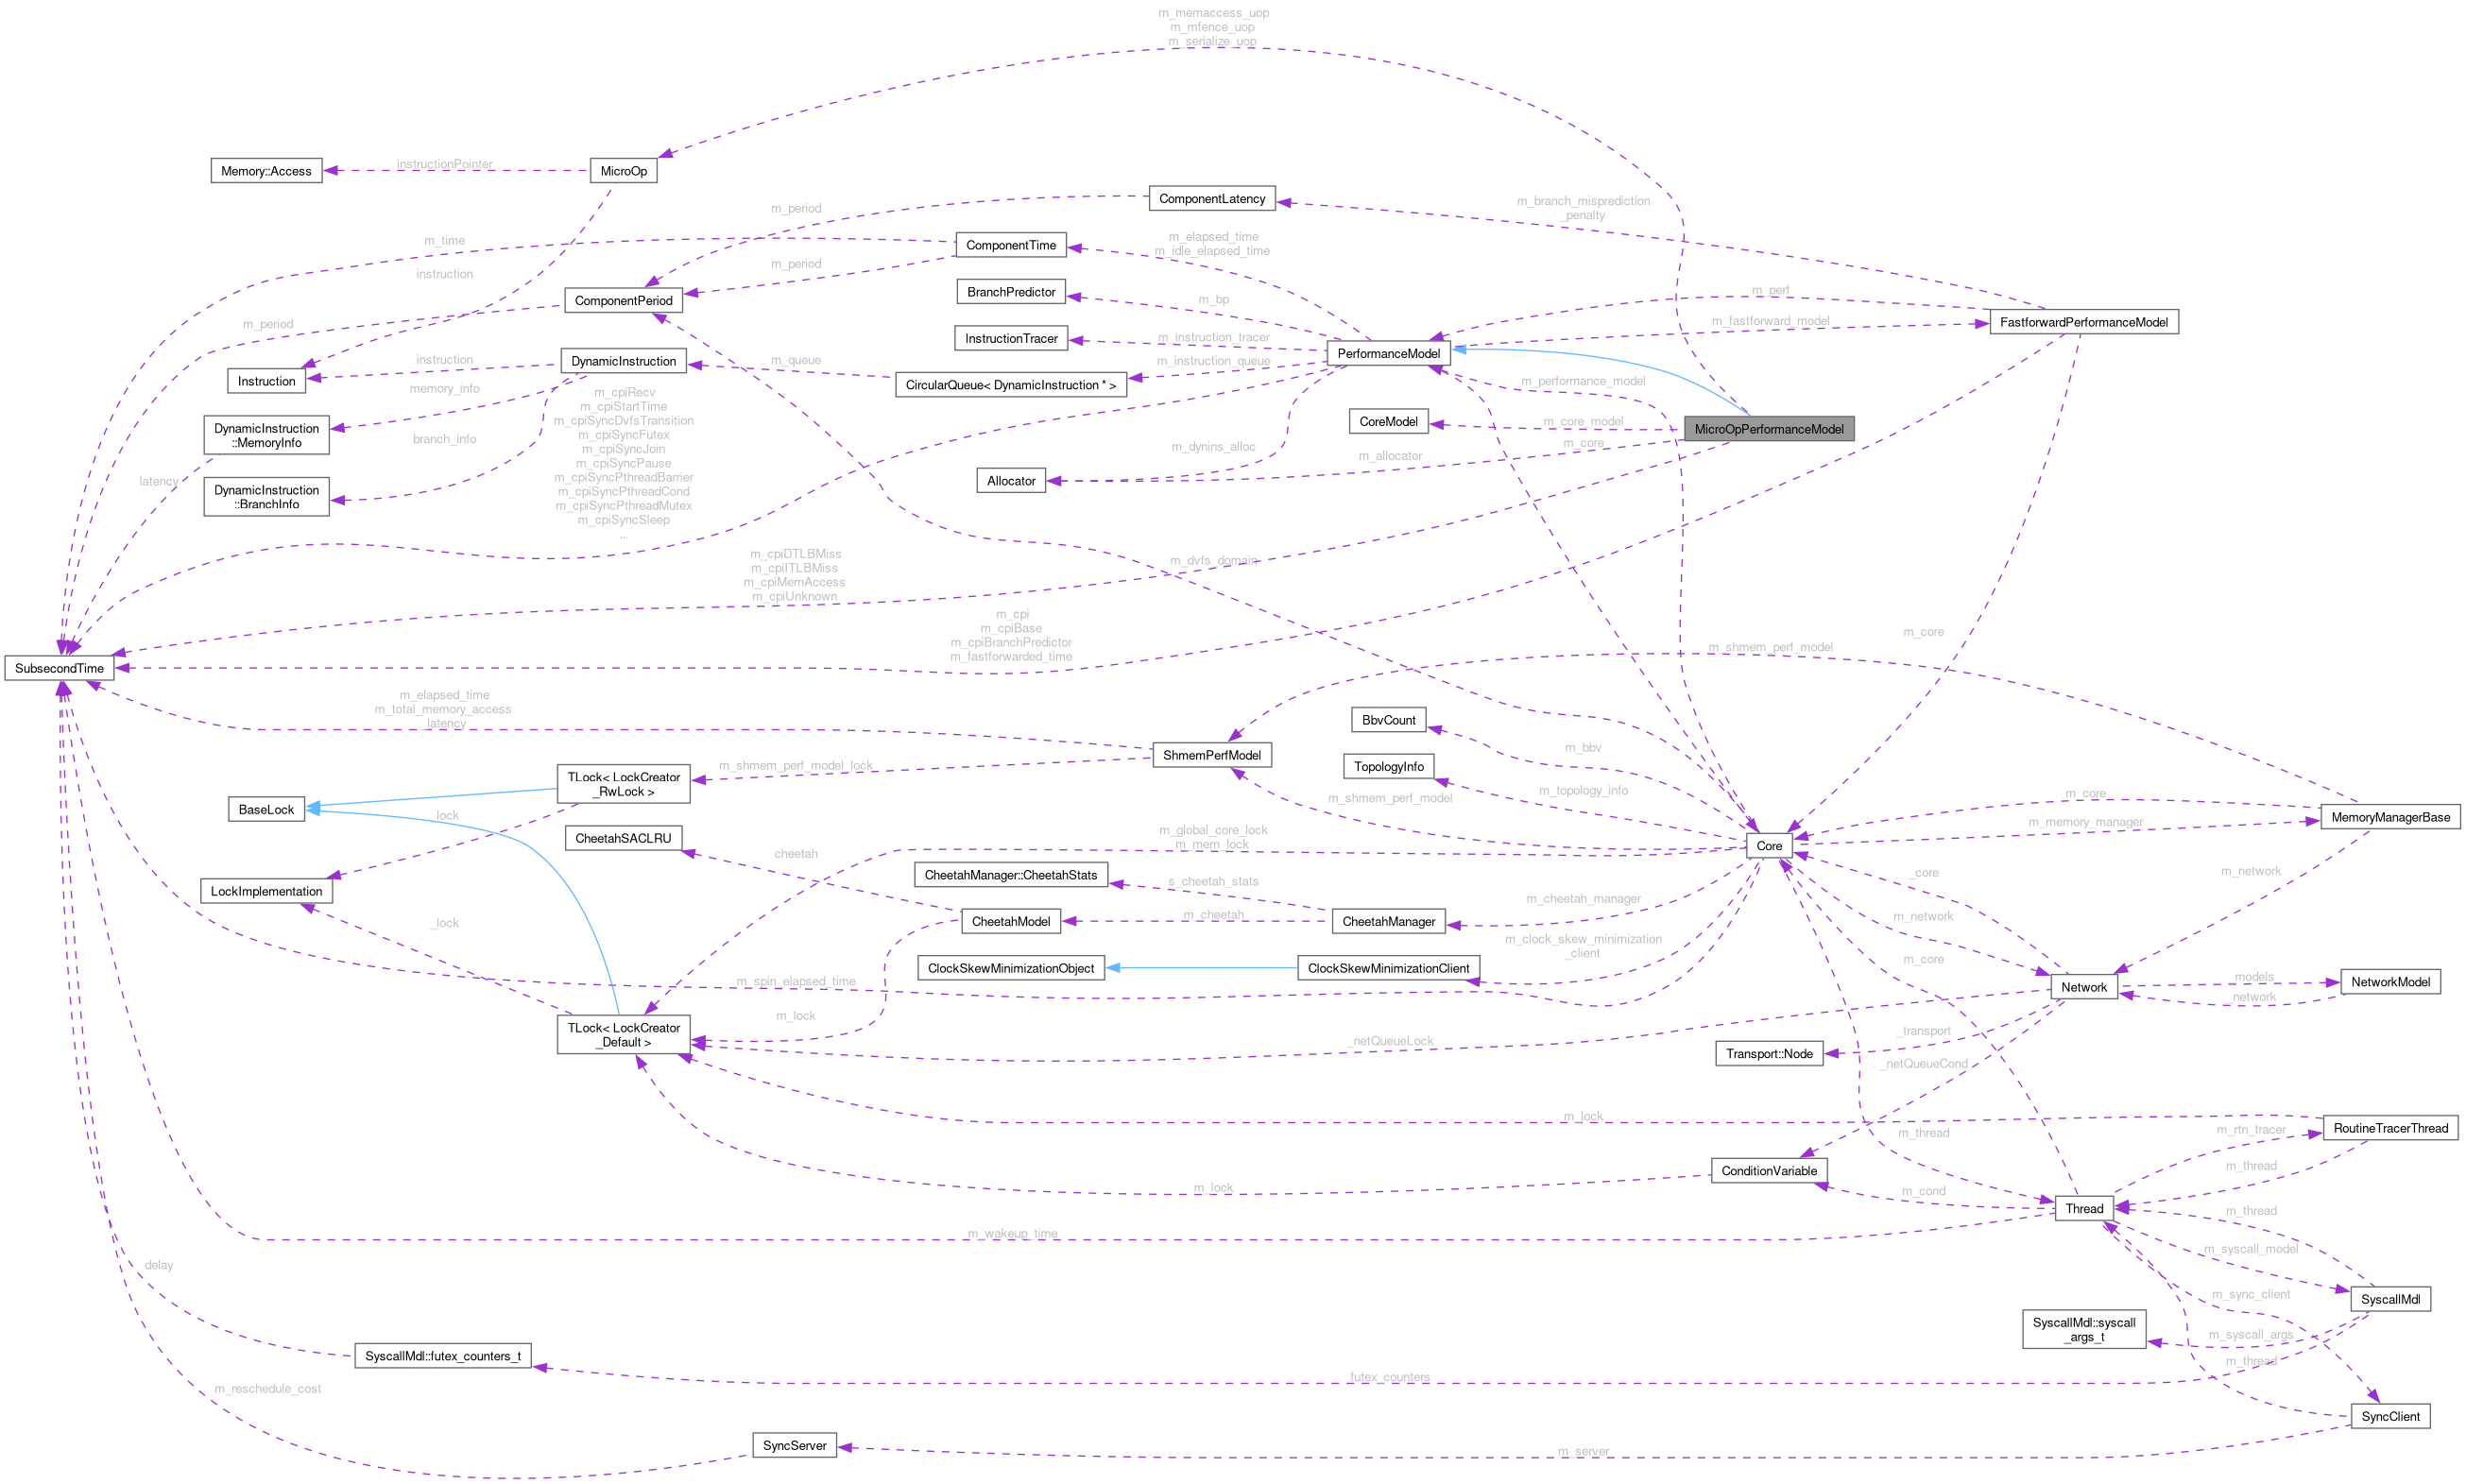 m_memaccess_uop
m_mfence_uop
m_serialize_uop
instructionPointer
Memory::Access
MicroOp
ComponentLatency
m_branch_misprediction
_penalty
m_period
m_time
ComponentTime
m_elapsed_time
m_idle_elapsed_time
m_period
instruction
BranchPredictor
m_bp
m_perf
ComponentPeriod
m_period
m_fastforward_model
FastforwardPerformanceModel
InstructionTracer
m_instruction_tracer
PerformanceModel
instruction
DynamicInstruction
m_queue
m_instruction_queue
Instruction
memory_info
CircularQueue< DynamicInstruction * >
m_performance_model
m_cpiRecv
m_cpiStartTime
m_cpiSyncDvfsTransition
m_cpiSyncFutex
m_cpiSyncJoin
m_cpiSyncPause
m_cpiSyncPthreadBarrier
m_cpiSyncPthreadCond
m_cpiSyncPthreadMutex
m_cpiSyncSleep
...
DynamicInstruction
::MemoryInfo
branch_info
CoreModel
m_core_model
MicroOpPerformanceModel
m_dynins_alloc
m_core
m_allocator
latency
Allocator
DynamicInstruction
::BranchInfo
m_cpiDTLBMiss
m_cpiITLBMiss
m_cpiMemAccess
m_cpiUnknown
m_dvfs_domain
m_cpi
m_cpiBase
m_cpiBranchPredictor
m_fastforwarded_time
m_core
m_shmem_perf_model
SubsecondTime
m_elapsed_time
m_total_memory_access
_latency
BbvCount
m_bbv
ShmemPerfModel
TopologyInfo
m_shmem_perf_model_lock
TLock< LockCreator
_RwLock >
m_topology_info
m_shmem_perf_model
m_core
BaseLock
_lock
MemoryManagerBase
m_memory_manager
m_global_core_lock
m_mem_lock
CheetahSACLRU
cheetah
Core
CheetahManager::CheetahStats
s_cheetah_stats
_core
m_network
LockImplementation
m_cheetah_manager
_lock
CheetahModel
m_cheetah
CheetahManager
m_network
m_clock_skew_minimization
_client
m_core
ClockSkewMinimizationObject
ClockSkewMinimizationClient
m_spin_elapsed_time
_models
Network
NetworkModel
_network
m_lock
TLock< LockCreator
_Default >
_netQueueLock
_transport
Transport::Node
_netQueueCond
m_lock
m_thread
m_rtn_tracer
RoutineTracerThread
m_thread
ConditionVariable
m_lock
m_cond
Thread
m_thread
m_wakeup_time
m_syscall_model
delay
m_sync_client
SyscallMdl
SyscallMdl::syscall
_args_t
m_syscall_args
SyscallMdl::futex_counters_t
m_thread
futex_counters
m_reschedule_cost
SyncClient
SyncServer
m_server